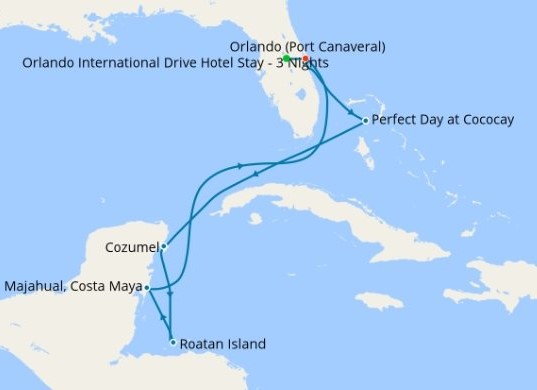 Orlando (Port Canaveral)
Orlando International Drive Hotel Stay - 3 Nights
Perfect Day at Cococay
Cozumel
Majahual, Costa Maya
Roatan Island